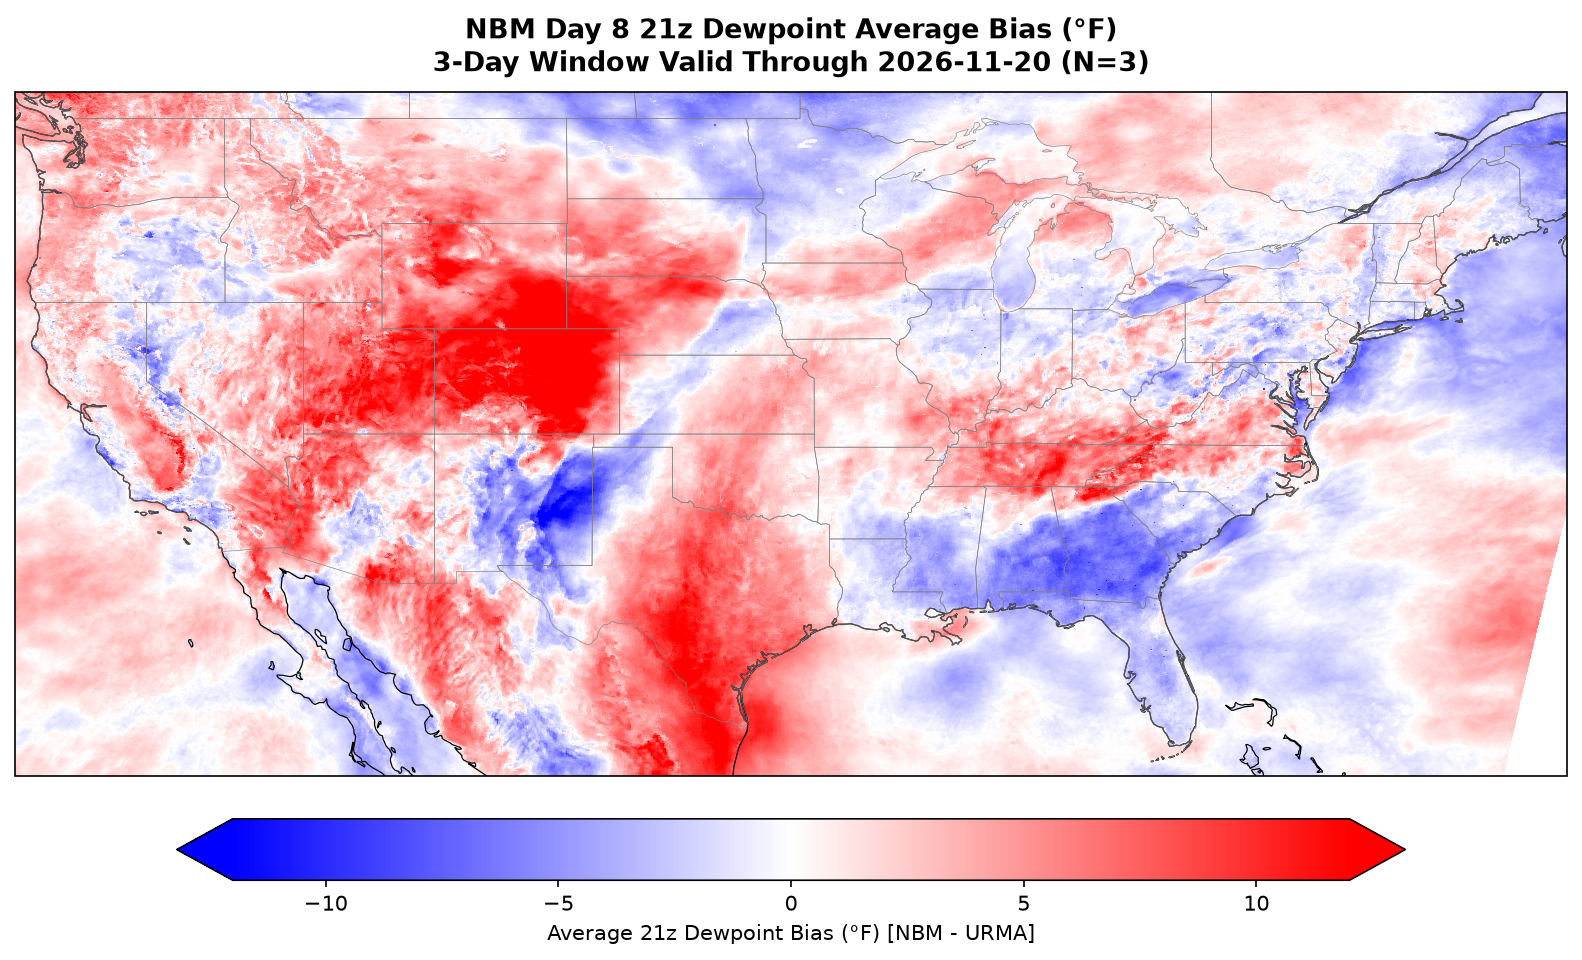 NBM Day 8 21z Dewpoint Average Bias (°F)
3-Day Window Valid Through 2026-11-20 (N=3)
−10
−5
0
5
10
Average 21z Dewpoint Bias (°F) [NBM - URMA]